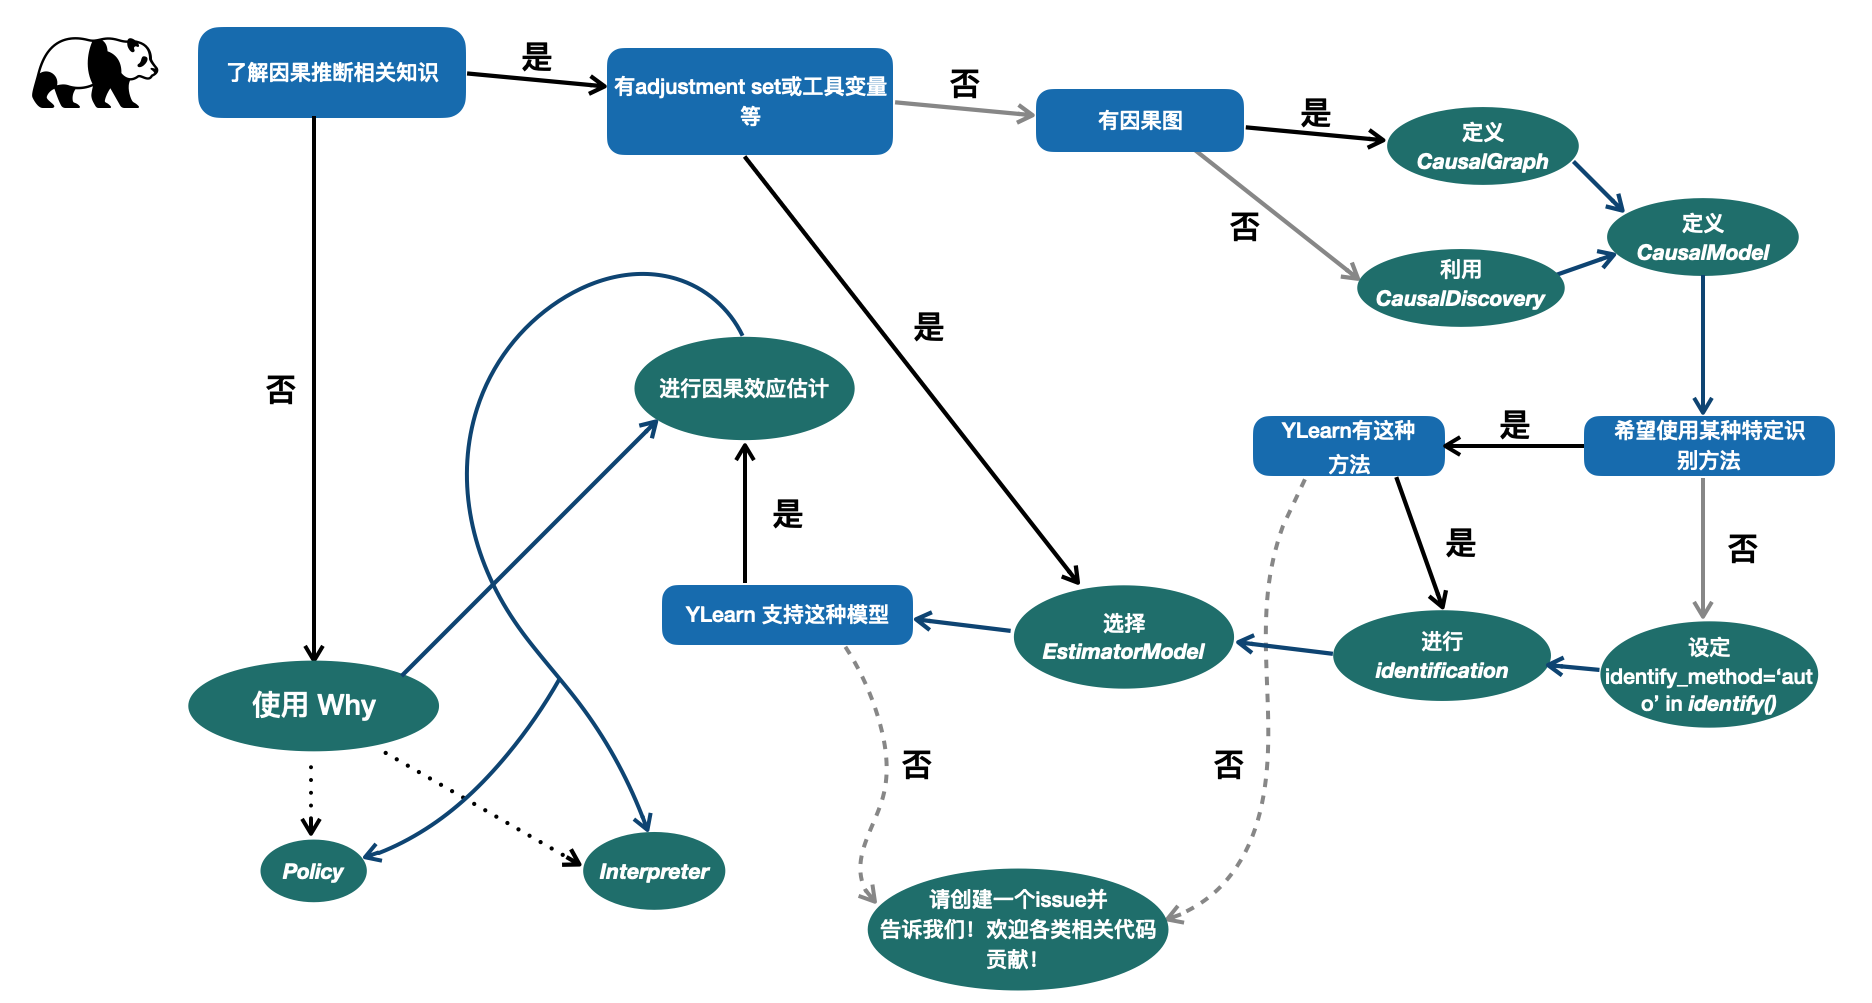 了解因果推断相关知识
是
有adjustment set或工具变量
等
否
有因果图
是
定义
CausalGraph
否
定义
CausalModel
利用
CausalDiscovery
是
否
进行因果效应估计
YLearn有这种
方法
是
希望使用某种特定识
别方法
是
是
否
YLearn 支持这种模型
选择
EstimatorModel
进行
identification
设定
identify_method=‘aut
o’ in identify()
使用 Why
否
否
Policy
Interpreter
请创建一个issue并
告诉我们！欢迎各类相关代码
贡献！